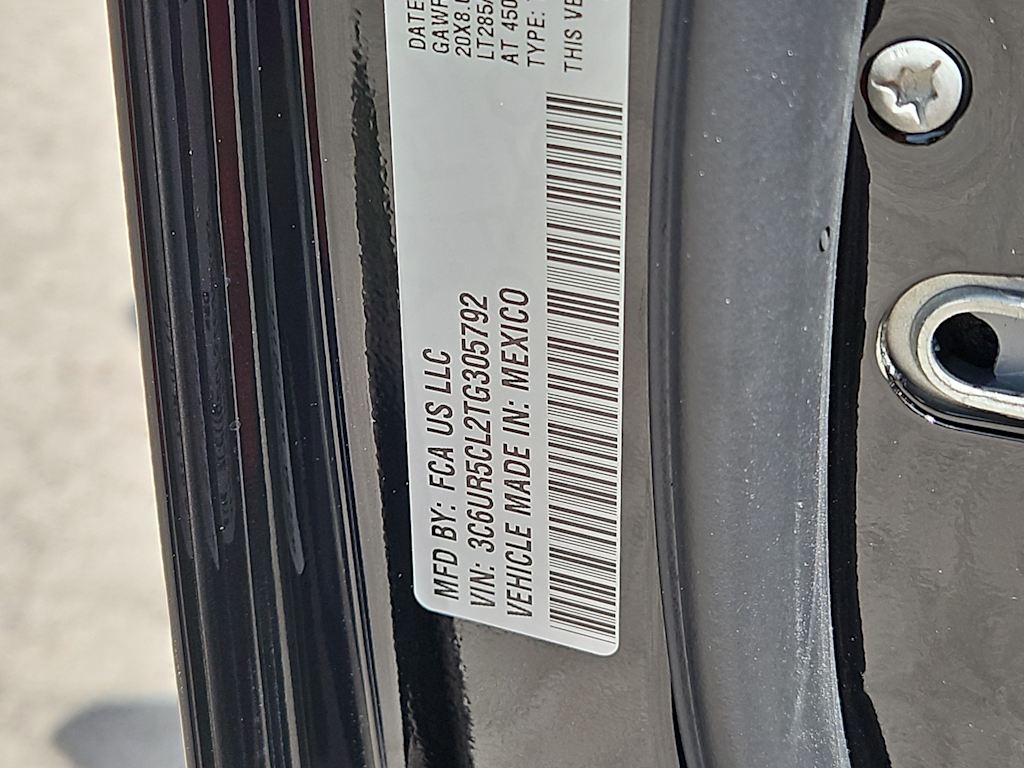 MFD BY: FCA US LLC
VIN: 3C6UR5CL2TG305792
VEHICLE MADE IN: MEXICO
DATE
GAWR
20X8.
LT285/
AT 450
TYPE:
THIS VE